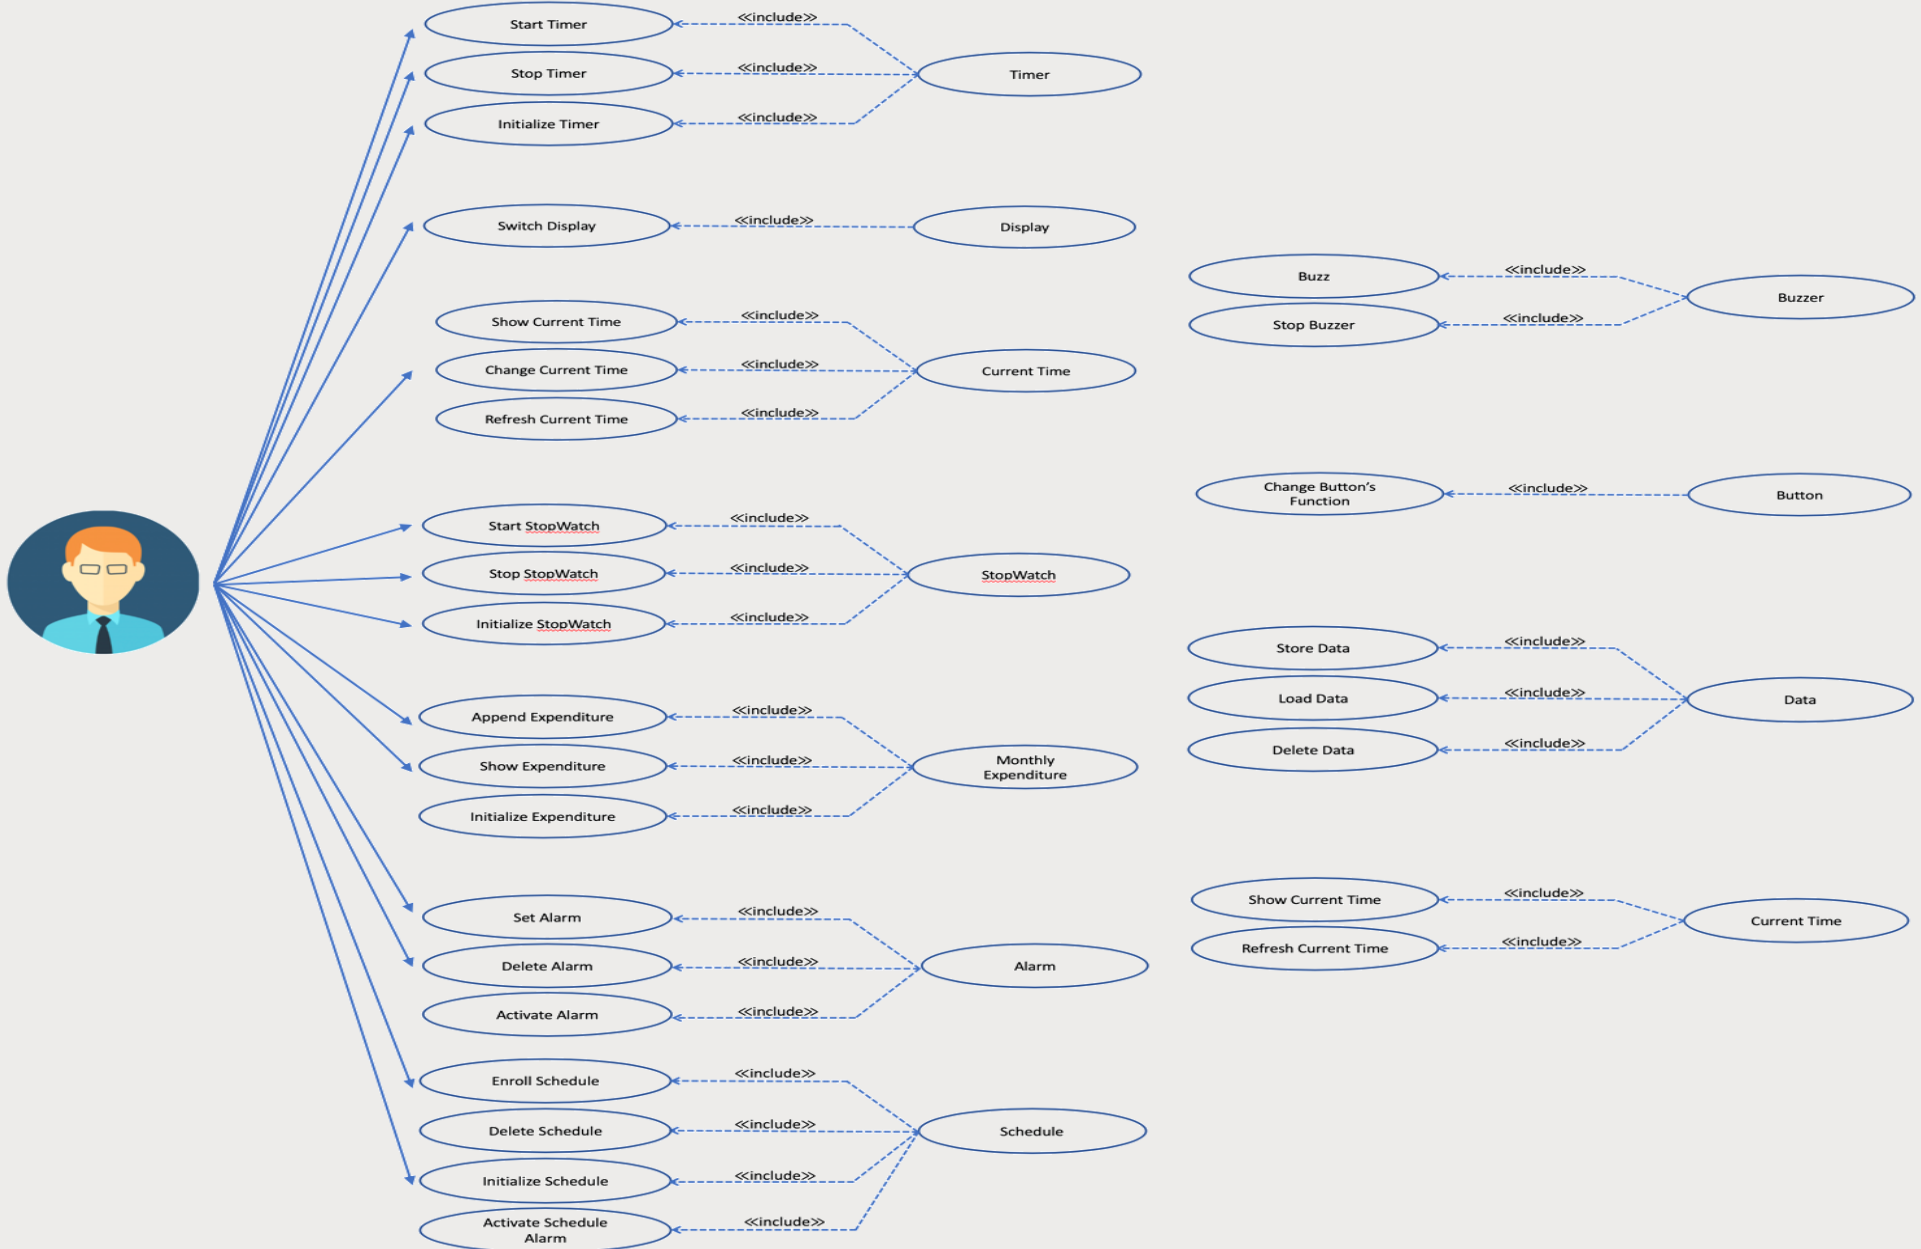 Start Timer
≪include≫
Stop Timer
≪include≫
Timer
Initialize Timer
≪include≫
Switch Display
≪include≫
Display
Show Current Time
≪include≫
Change Current Time
≪include≫
Current Time
Refresh Current Time
≪include≫
Start StopWatch
≪include≫
Stop StopWatch
≪include≫
StopWatch
Initialize StopWatch
≪include≫
Append Expenditure
≪include≫
Show Expenditure
≪include≫
Monthly
Expenditure
Initialize Expenditure
≪include≫
Set Alarm
≪include≫
Delete Alarm
≪include≫
Alarm
Activate Alarm
≪include≫
Enroll Schedule
≪include≫
Delete Schedule
≪include≫
Schedule
Initialize Schedule
≪include≫
Activate Schedule
Alarm
≪include≫
Buzz
≪include≫
Buzzer
Stop Buzzer
≪include≫
Change Button's
Function
≪include≫
Button
Store Data
≪include≫
Load Data
≪include≫
Data
Delete Data
≪include≫
Show Current Time
≪include≫
Current Time
Refresh Current Time
≪include≫